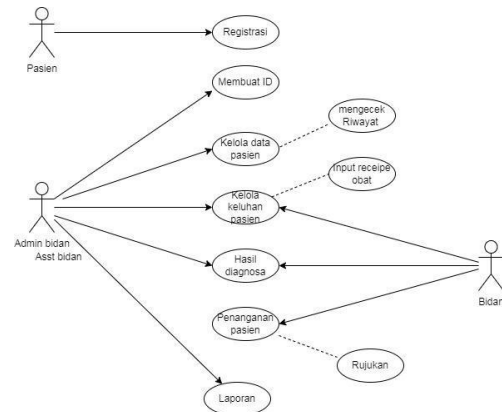 Registrasi
Pasien
Membuat ID
mengecek
Riwayat
Kelola data
pasien
Input receipe
obat
Kelola
keluhan
pasien
Admin bidan
Asst bidan
Hasil
diagnosa
Bidan
Penanganan
pasien
Rujukan
Laporan